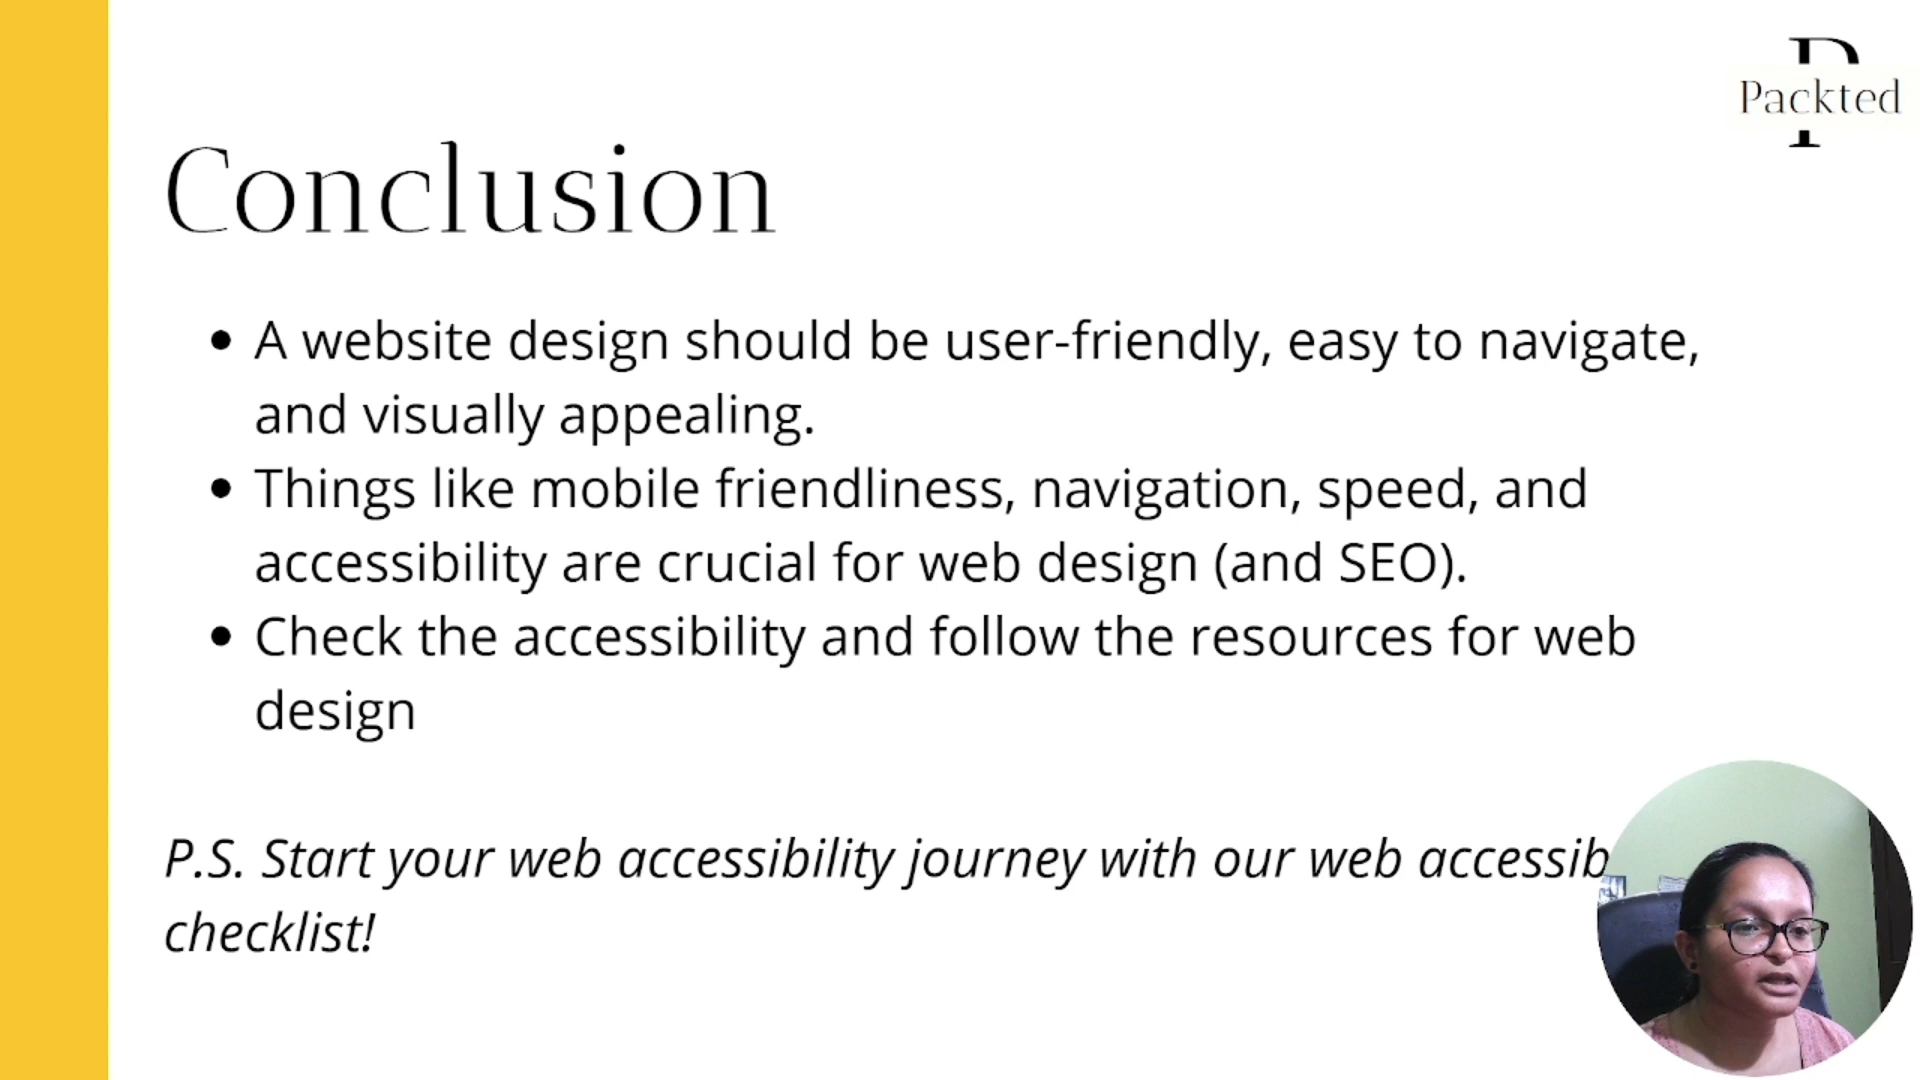 Packted
Conclusion
• A website design should be user-friendly, easy to navigate,
and visually appealing.
• Things like mobile friendliness, navigation, speed, and
accessibility are crucial for web design (and SEO).
• Check the accessibility and follow the resources for web
design
P.S. Start your web accessibility journey with our web
checklist!